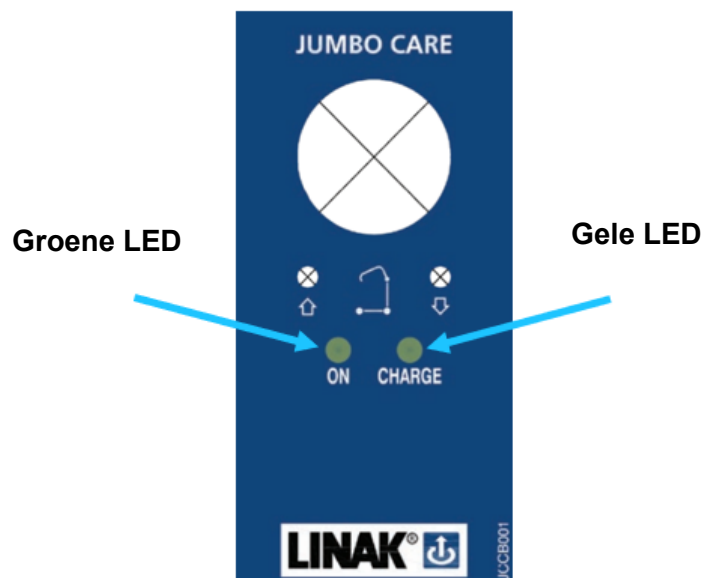 JUMBO CARE
Groene LED
Gele LED
ON CHARGE
LINAK®
JCCB001